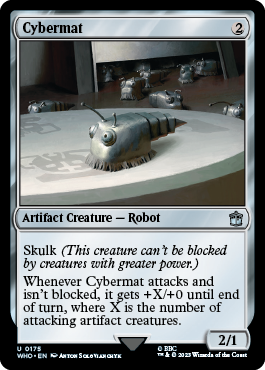 Cybermat 2
Artifact Creature — Robot
Skulk (This creature can't be blocked
by creatures with greater power.)
Whenever Cybermat attacks and
isn't blocked, it gets +X/+0 until end
of turn, where X is the number of
attacking artifact creatures.
2/1
U 0175
WHO • EN Anton Solovianchyk
© BBC
™ & © 2023 Wizards of the Coast